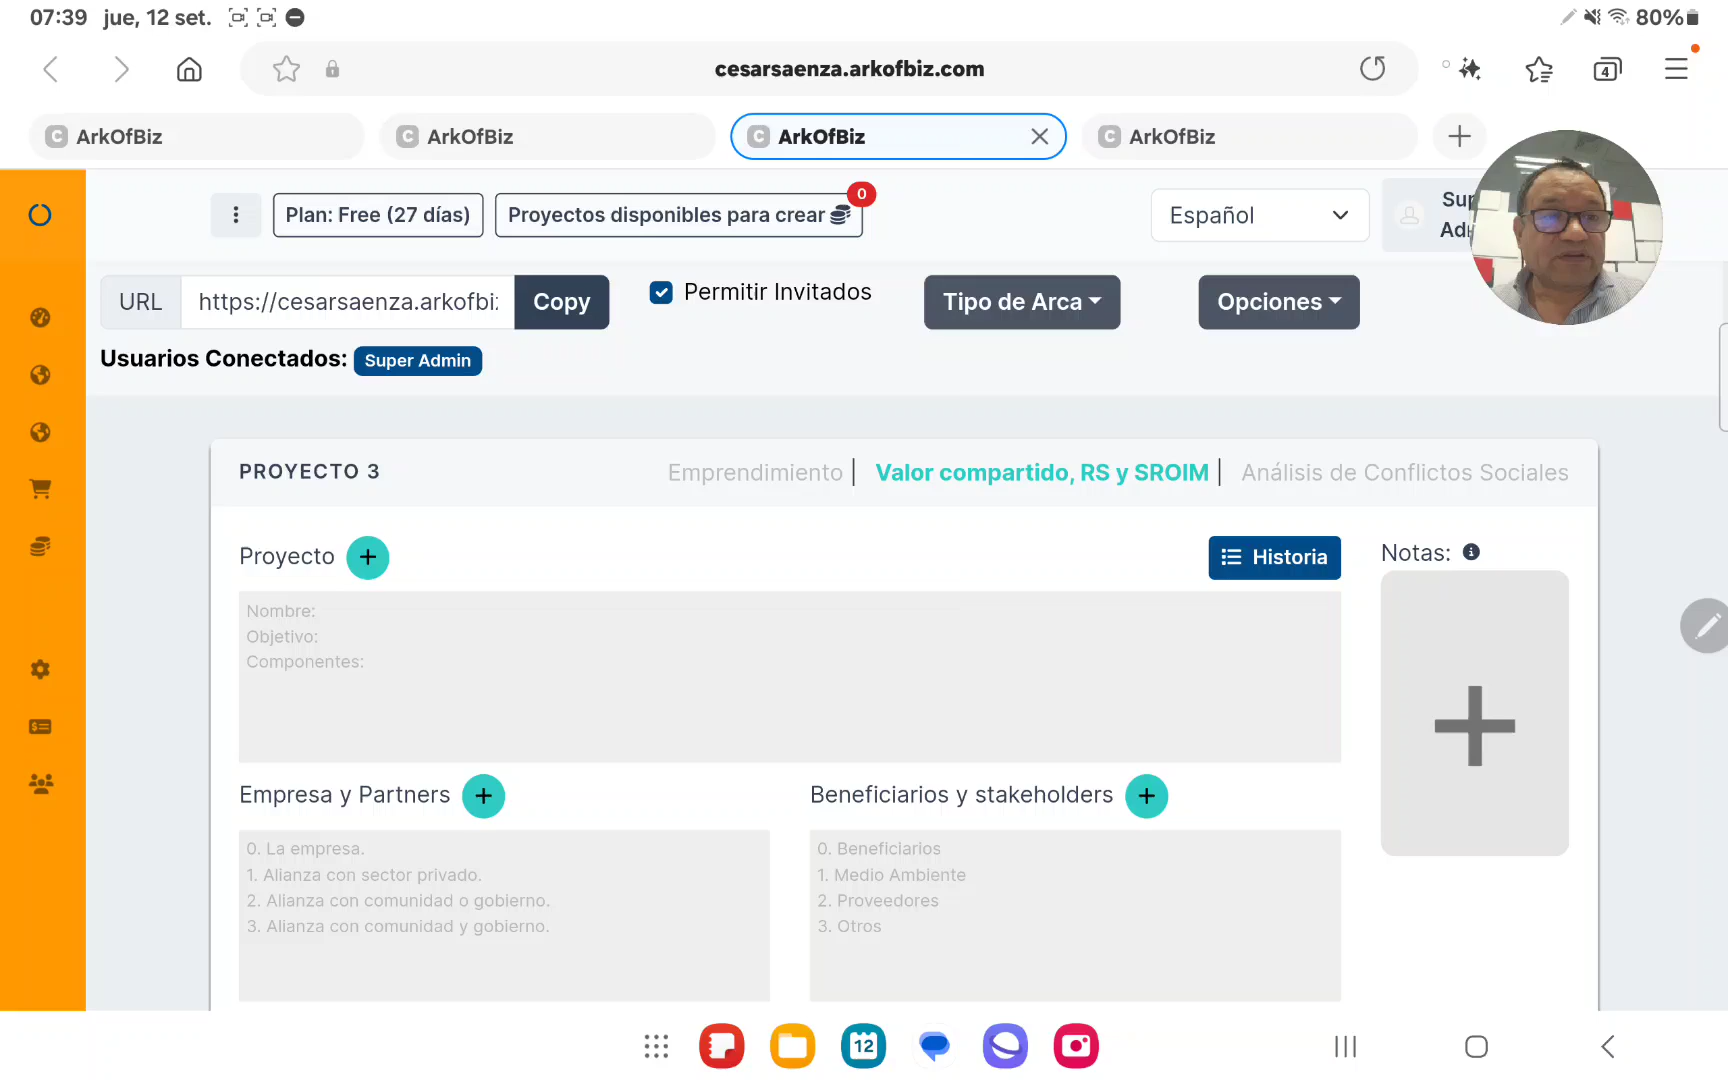 07:39 jue, 12 set.
80%
cesarsaenza.arkofbiz.com
4
C ArkOfBiz
C ArkOfBiz
C ArkOfBiz
C ArkOfBiz
Plan: Free (27 días)
Proyectos disponibles para crear
0
Español
URL
https://cesarsaenza.arkofbi
Copy
Permitir Invitados
Tipo de Arca
Opciones
Usuarios Conectados: Super Admin
PROYECTO 3
Emprendimiento
Valor compartido, RS y SROIM
Análisis de Conflictos Sociales
Proyecto
Historia
Notas:
Nombre:
Objetivo:
Componentes:
Empresa y Partners
0. La empresa.
1. Alianza con sector privado.
2. Alianza con comunidad o gobierno.
3. Alianza con comunidad y gobierno.
Beneficiarios y stakeholders
0. Beneficiarios
1. Medio Ambiente
2. Proveedores
3. Otros
12